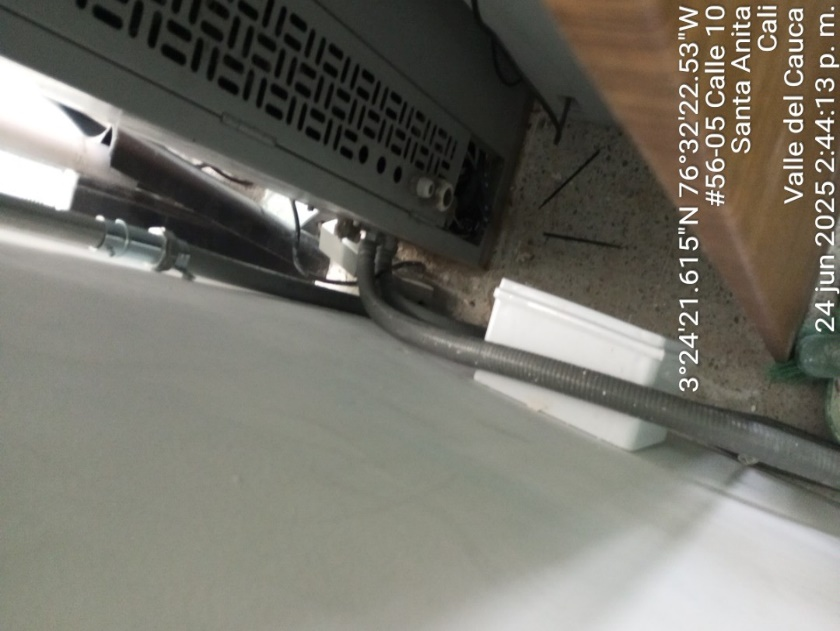 3°24'21.615"N 76°32'22.53"W
#56-05 Calle 10
Santa Anita
Cali
Valle del Cauca
24 jun. 2025 2:44:13 p. m.